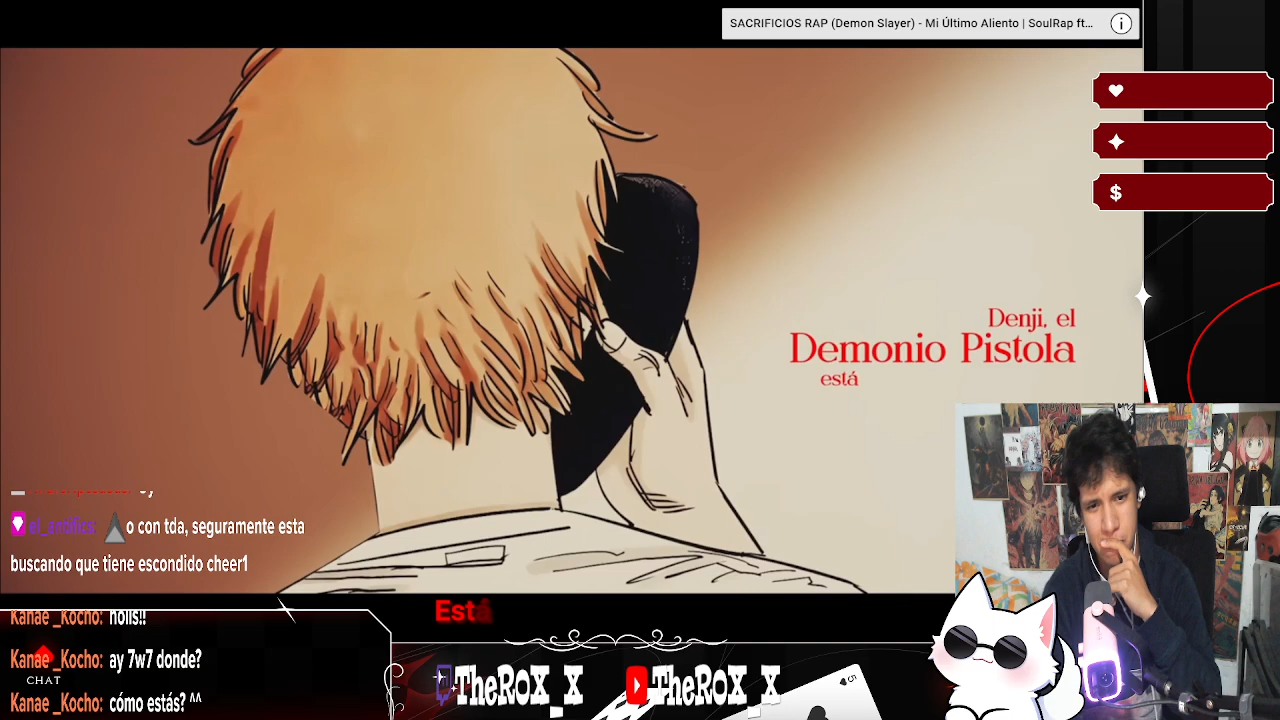 SACRIFICIOS RAP (Demon Slayer) - Mi Último Aliento | SoulRap ft...
Denji, el
Demonio Pistola
está
el_antifics: o con tda, seguramente esta
buscando que tiene escondido cheer1
Está
Kanae_Kocho: holis!!
Kanae_Kocho: ay 7w7 donde?
CHAT
Kanae_Kocho: cómo estás? ^^
TheROX_X
TheROX_X